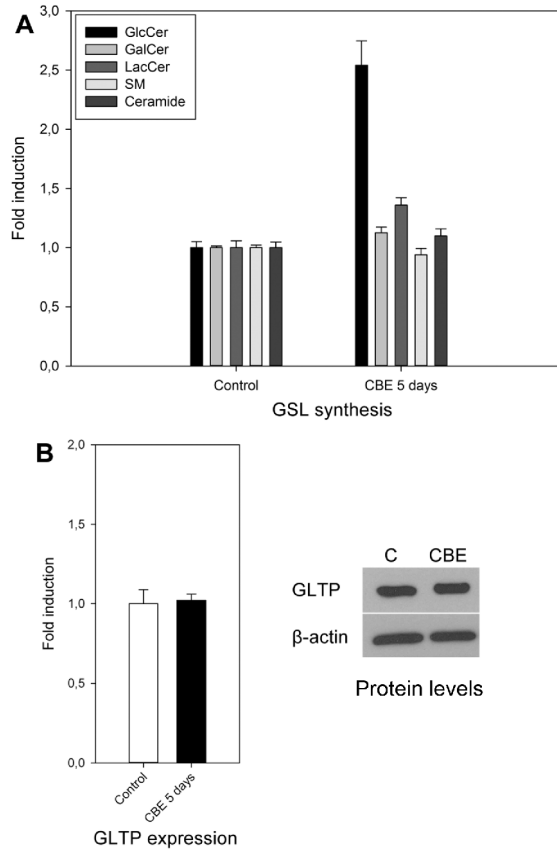 A
GlcCer
GalCer
LacCer
SM
Ceramide
3,0
2,5
2,0
1,5
1,0
0,5
0,0
Fold induction
Control
CBE 5 days
GSL synthesis
B
2,0
1,5
1,0
0,5
0,0
Fold induction
Control
CBE 5 days
GLTP expression
C CBE
GLTP
β-actin
Protein levels